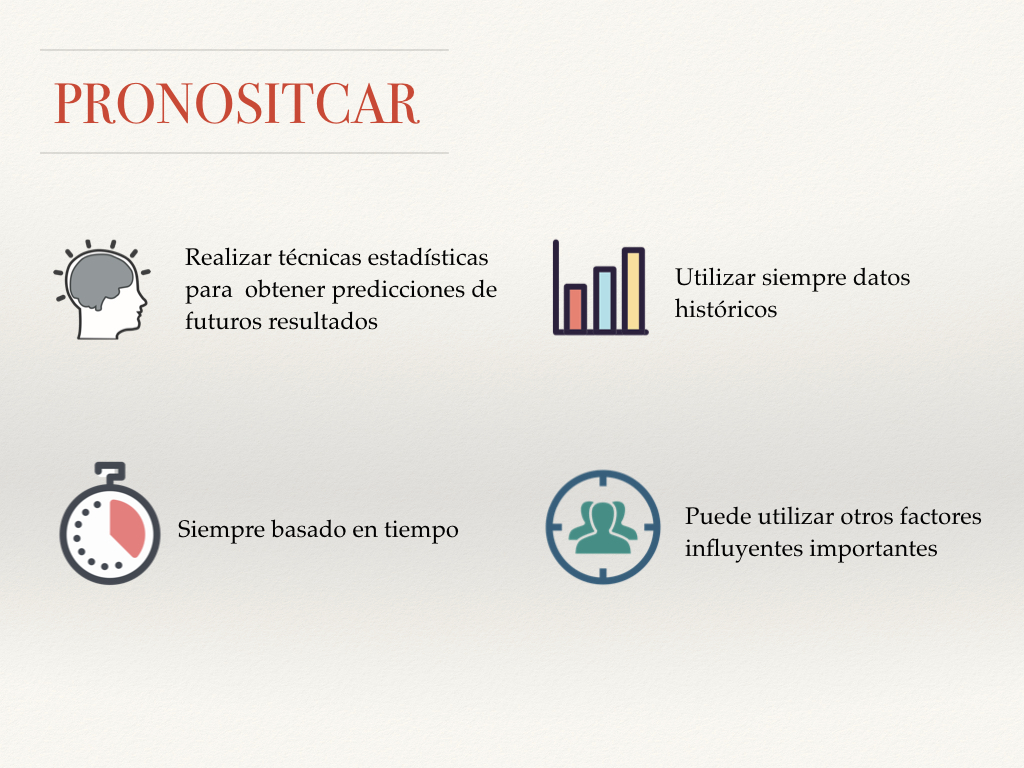 PRONOSITCAR
Realizar técnicas estadísticas
para  obtener predicciones de
futuros resultados
Utilizar siempre datos
históricos
Siempre basado en tiempo
Puede utilizar otros factores
influyentes importantes